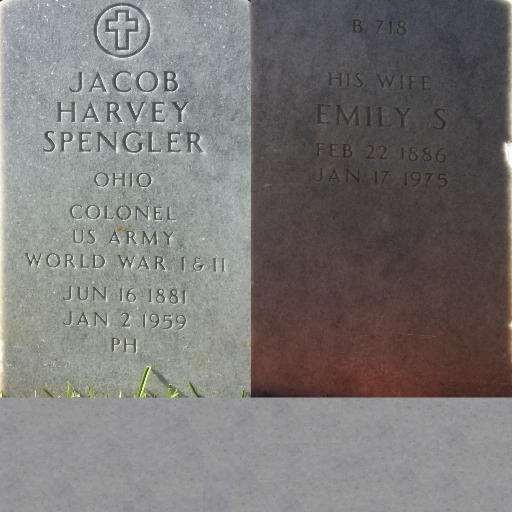 JACOB
HARVEY
SPENGLER
OHIO
COLONEL
US ARMY
WORLD WAR I & II
JUN 16 1881
JAN 2 1959
PH
B 718
HIS WIFE
EMILY S
FEB 22 1886
JAN 17 1975